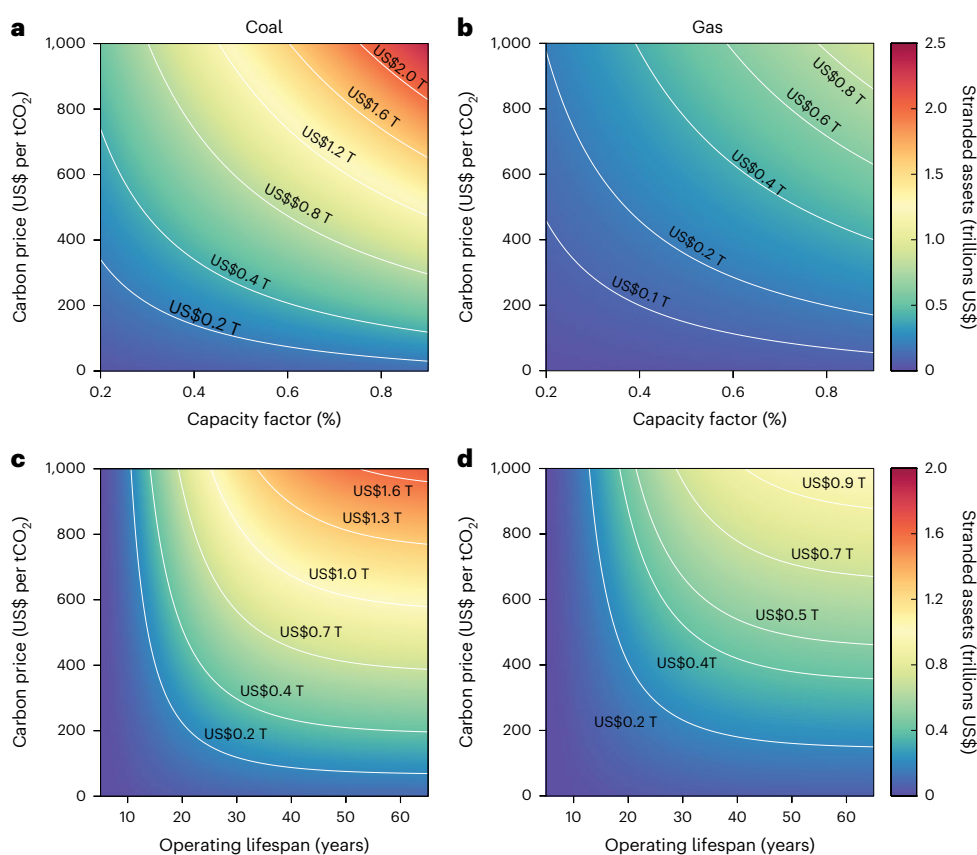 a
Coal
1,000
800
600
400
200
0
Carbon price (US$ per tCO2)
US$2.0 T
US$1.6 T
US$1.2 T
US$$0.8 T
US$0.4 T
US$0.2 T
0.2
0.4
0.6
0.8
Capacity factor (%)
b
Gas
1,000
800
600
400
200
0
Carbon price (US$ per tCO2)
US$0.8 T
US$0.6 T
US$0.4 T
US$0.2 T
US$0.1 T
0.2
0.4
0.6
0.8
Capacity factor (%)
2.5
2.0
1.5
1.0
0.5
0
Stranded assets (trillions US$)
c
1,000
800
600
400
200
0
Carbon price (US$ per tCO2)
US$1.6 T
US$1.3 T
US$1.0 T
US$0.7 T
US$0.4 T
US$0.2 T
10
20
30
40
50
60
Operating lifespan (years)
d
1,000
800
600
400
200
0
Carbon price (US$ per tCO2)
US$0.9 T
US$0.7 T
US$0.5 T
US$0.4T
US$0.2 T
10
20
30
40
50
60
Operating lifespan (years)
2.0
1.6
1.2
0.8
0.4
0
Stranded assets (trillions US$)